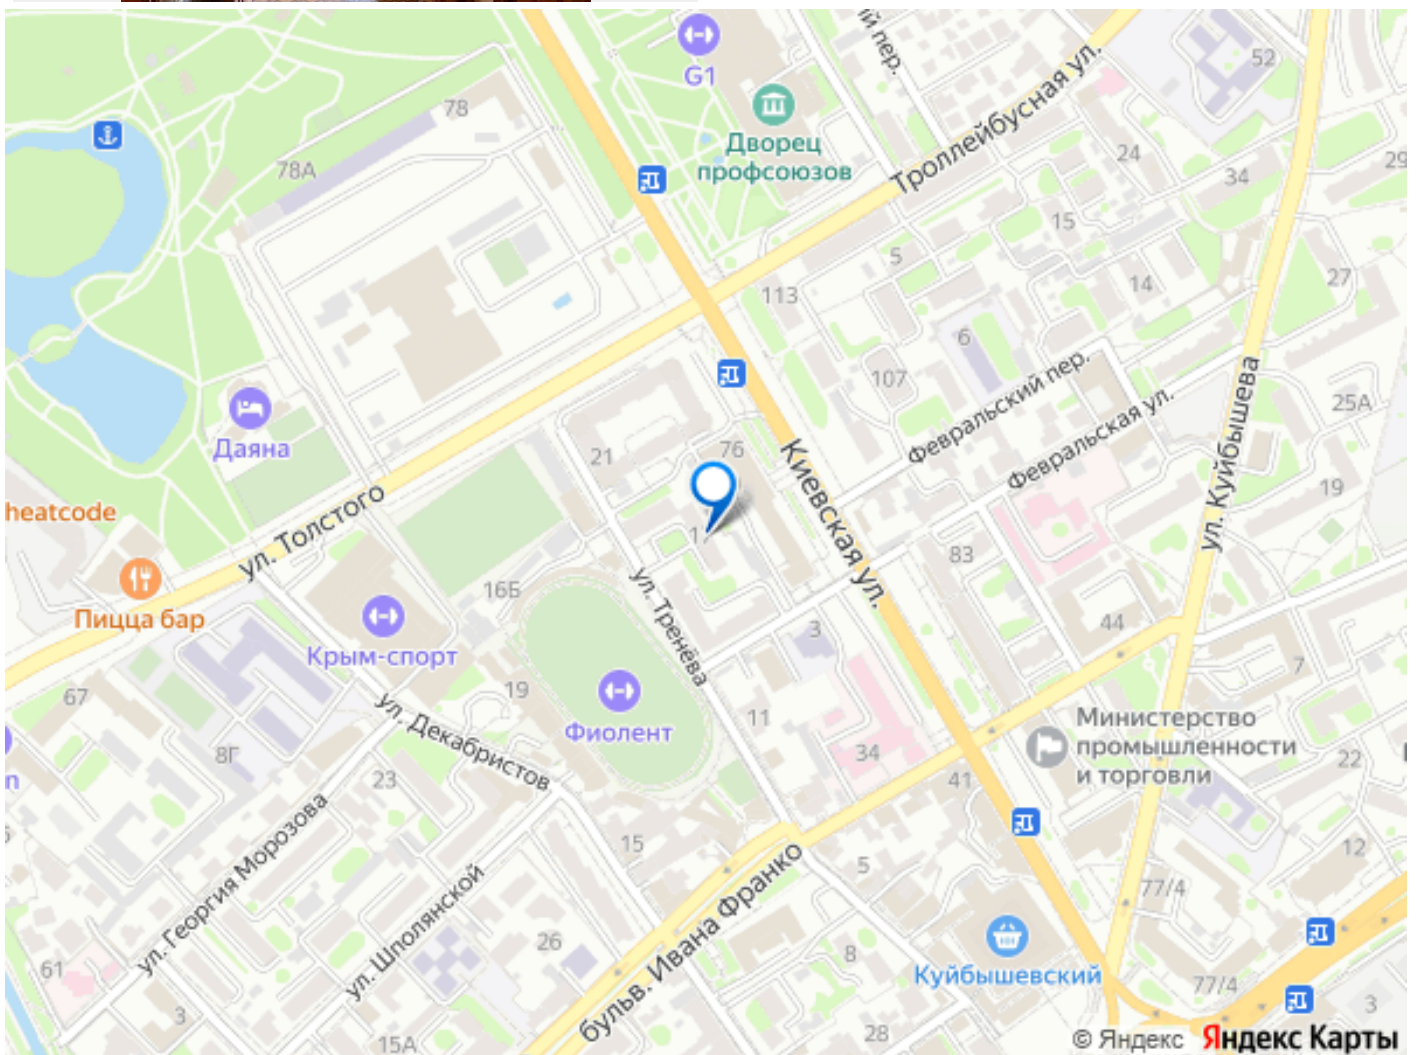 G1
й пер.
52
78
Дворец
профсоюзов
Троллейбусная ул.
24
29
78А
34
15
5
27
14
113
6
107
Февральский пер.
Февральская ул.
ул. Куйбышева
25А
Даяна
21
76
Киевская ул.
19
heatcode
ул. Толстого
83
16Б
ул. Тренёва
Пицца бар
Крым-спорт
3
44
7
67
19
Фиолент
11
34
Министерство
промышленности
и торговли
22
8Г
ул. Декабристов
23
41
n
ул. Георгия Морозова
15
5
12
бульв. Ивана Франко
77/4
ул. Шполянской
26
8
Куйбышевский
61
77/4
3
3
15А
28
© Яндекс Яндекс Карты